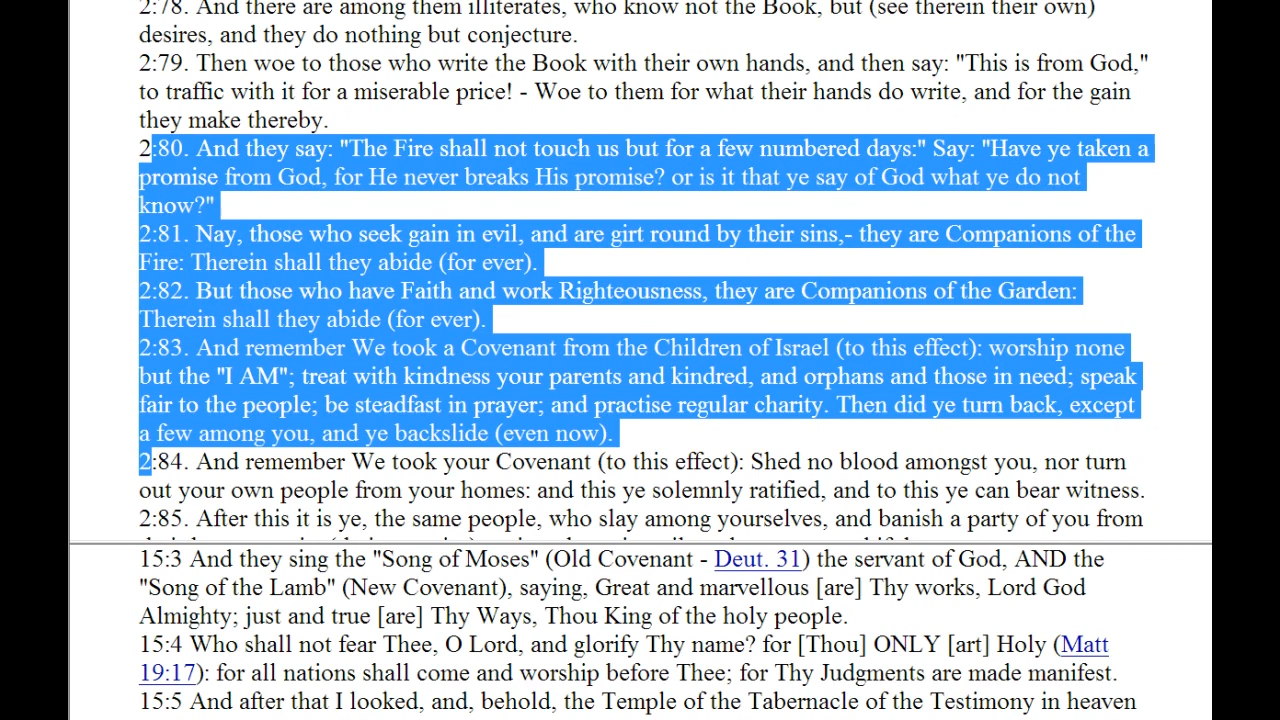 2:78. And there are among them illiterates, who know not the Book, but (see therein their own)
desires, and they do nothing but conjecture.
2:79. Then woe to those who write the Book with their own hands, and then say: "This is from God,"
to traffic with it for a miserable price! - Woe to them for what their hands do write, and for the gain
they make thereby.
2:80. And they say: "The Fire shall not touch us but for a few numbered days:" Say: "Have ye taken a
promise from God, for He never breaks His promise? or is it that ye say of God what ye do not
know?"
2:81. Nay, those who seek gain in evil, and are girt round by their sins,- they are Companions of the
Fire: Therein shall they abide (for ever).
2:82. But those who have Faith and work Righteousness, they are Companions of the Garden:
Therein shall they abide (for ever).
2:83. And remember We took a Covenant from the Children of Israel (to this effect): worship none
but the "I AM"; treat with kindness your parents and kindred, and orphans and those in need; speak
fair to the people; be steadfast in prayer; and practise regular charity. Then did ye turn back, except
a few among you, and ye backslide (even now).
2:84. And remember We took your Covenant (to this effect): Shed no blood amongst you, nor turn
out your own people from your homes: and this ye solemnly ratified, and to this ye can bear witness.
2:85. After this it is ye, the same people, who slay among yourselves, and banish a party of you from
15:3 And they sing the "Song of Moses" (Old Covenant - Deut. 31) the servant of God, AND the
"Song of the Lamb" (New Covenant), saying, Great and marvellous [are] Thy works, Lord God
Almighty; just and true [are] Thy Ways, Thou King of the holy people.
15:4 Who shall not fear Thee, O Lord, and glorify Thy name? for [Thou] ONLY [art] Holy (Matt
19:17): for all nations shall come and worship before Thee; for Thy Judgments are made manifest.
15:5 And after that I looked, and, behold, the Temple of the Tabernacle of the Testimony in heaven